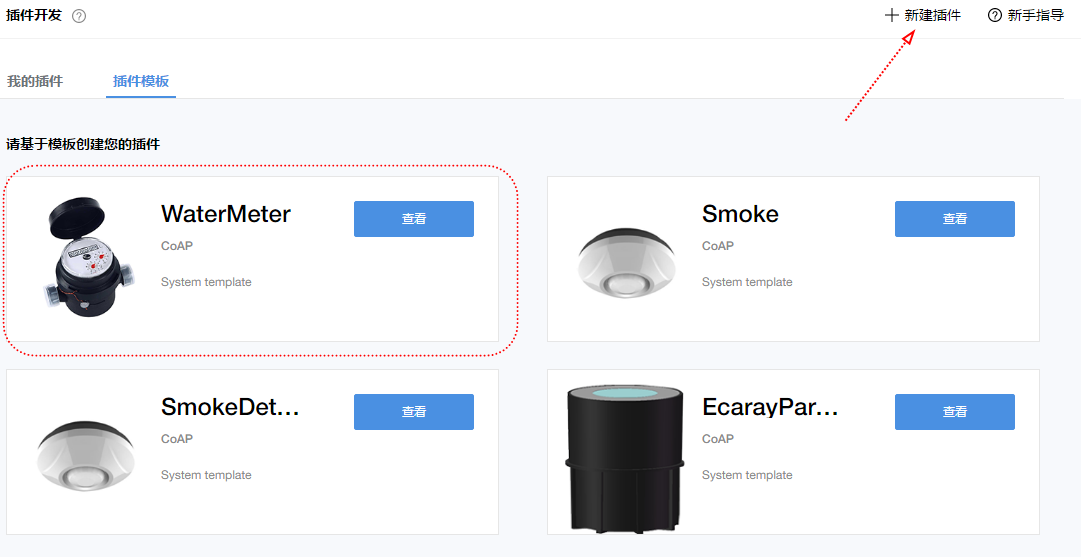 插件开发 ? + 新建插件 ? 新手指导
我的插件 插件模板
请基于模板创建您的插件
WaterMeter 查看
CoAP
System template
Smoke 查看
CoAP
System template
SmokeDet... 查看
CoAP
System template
EcarayPar... 查看
CoAP
System template